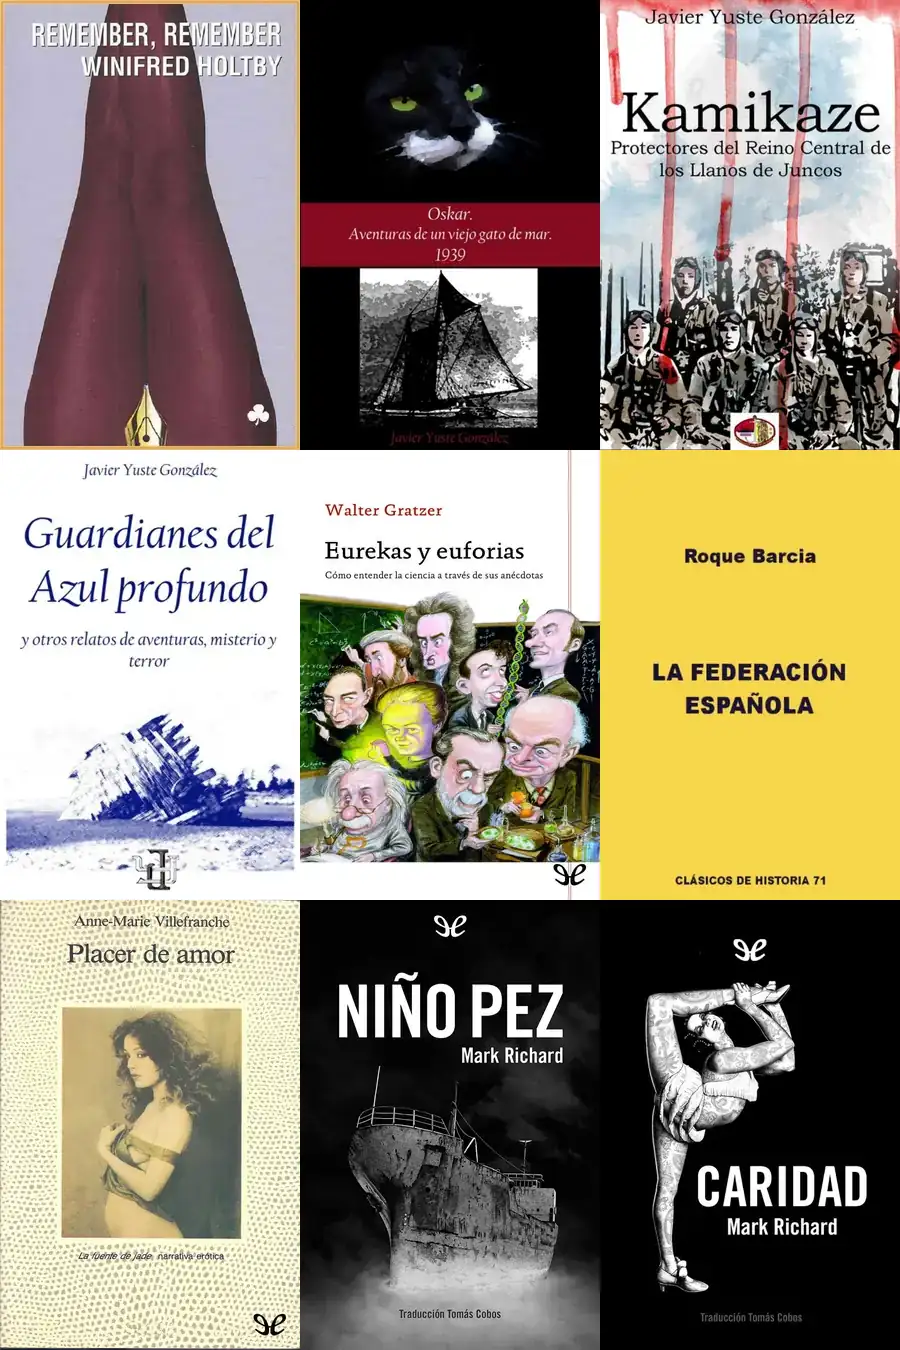 REMEMBER, REMEMBER
WINIFRED HOLTBY
Oskar.
Aventuras de un viejo gato de mar.
1939
Javier Yuste González
Javier Yuste González
Kamikaze
Protectores del Reino Central de
los Llanos de Juncos
Javier Yuste González
Guardianes del
Azul profundo
y otros relatos de aventuras, misterio y
terror
Walter Gratzer
Eurekas y euforias
Cómo entender la ciencia a través de sus anécdotas
Roque Barcia
LA FEDERACIÓN
ESPAÑOLA
CLÁSICOS DE HISTORIA 71
Anne-Marie Villefranche
Placer de amor
La fuente de jade narrativa erótica
NIÑO PEZ
Mark Richard
Traducción Tomás Cobos
CARIDAD
Mark Richard
Traducción Tomás Cobos